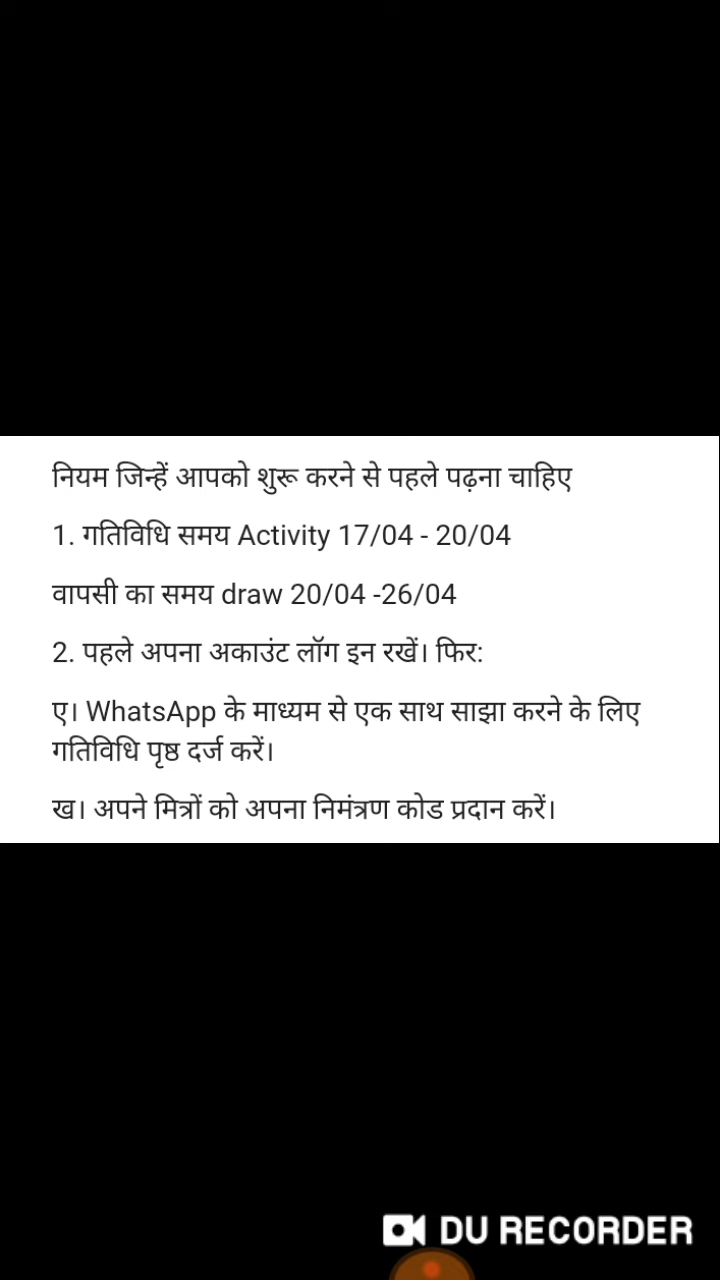 नियम जिन्हें आपको शुरू करने से पहले पढ़ना चाहिए
1. गतिविधि समय Activity 17/04 - 20/04
वापसी का समय draw 20/04 -26/04
2. पहले अपना अकाउंट लॉग इन रखें। फिर:
ए। WhatsApp के माध्यम से एक साथ साझा करने के लिए
गतिविधि पृष्ठ दर्ज करें।
ख। अपने मित्रों को अपना निमंत्रण कोड प्रदान करें।
DU RECORDER